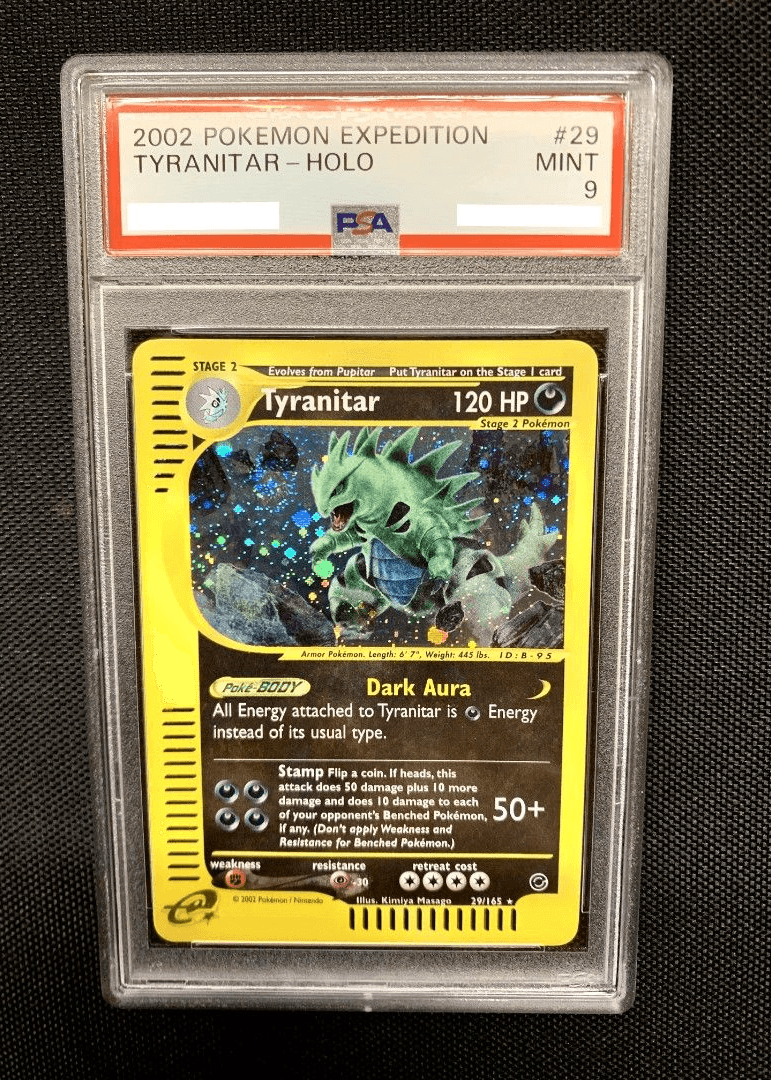 2002 POKEMON EXPEDITION #29
TYRANITAR – HOLO MINT
9
PSA
STAGE 2
Evolves from Pupitar Put Tyranitar on the Stage 1 card
Tyranitar 120 HP
Stage 2 Pokémon
Armor Pokémon. Length: 6' 7", Weight: 445 lbs. ID: B-95
Poké-BODY Dark Aura
All Energy attached to Tyranitar is Energy
instead of its usual type.
Stamp Flip a coin. If heads, this
attack does 50 damage plus 10 more
damage and does 10 damage to each
of your opponent's Benched Pokémon,
if any. (Don't apply Weakness and
Resistance for Benched Pokémon.)
50+
weakness resistance retreat cost
-30
e
© 2002 Pokémon / Nintendo
Illus. Kimiya Masago 29/165 ★